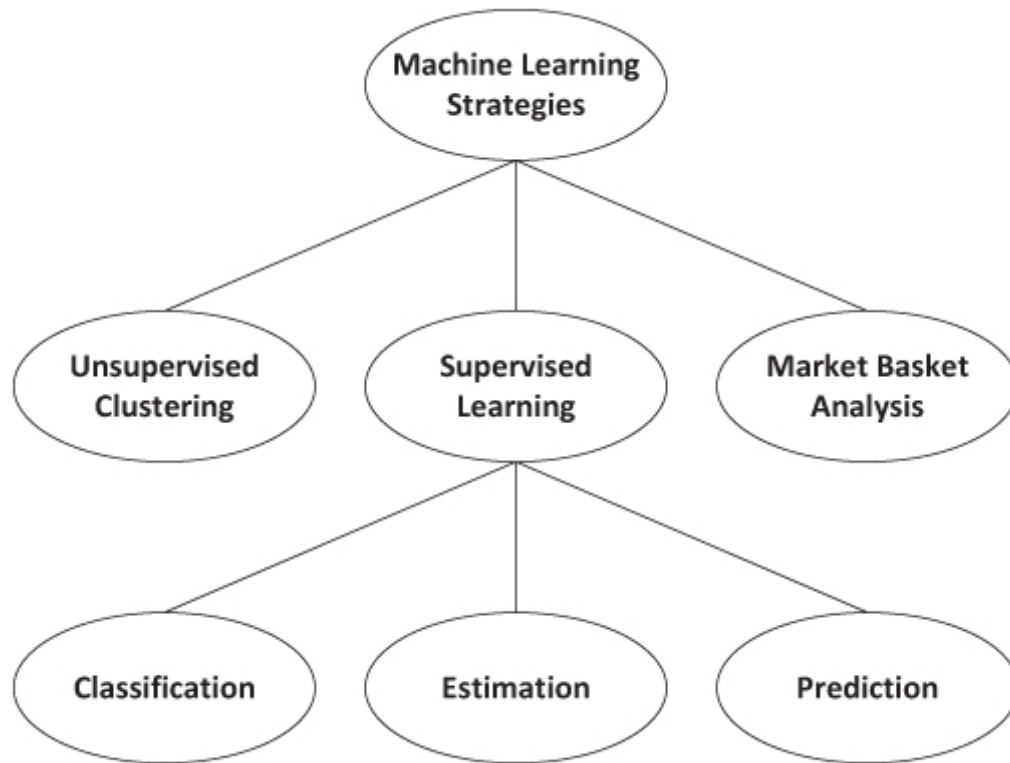 Machine Learning
Strategies
Unsupervised
Clustering
Supervised
Learning
Market Basket
Analysis
Classification
Estimation
Prediction